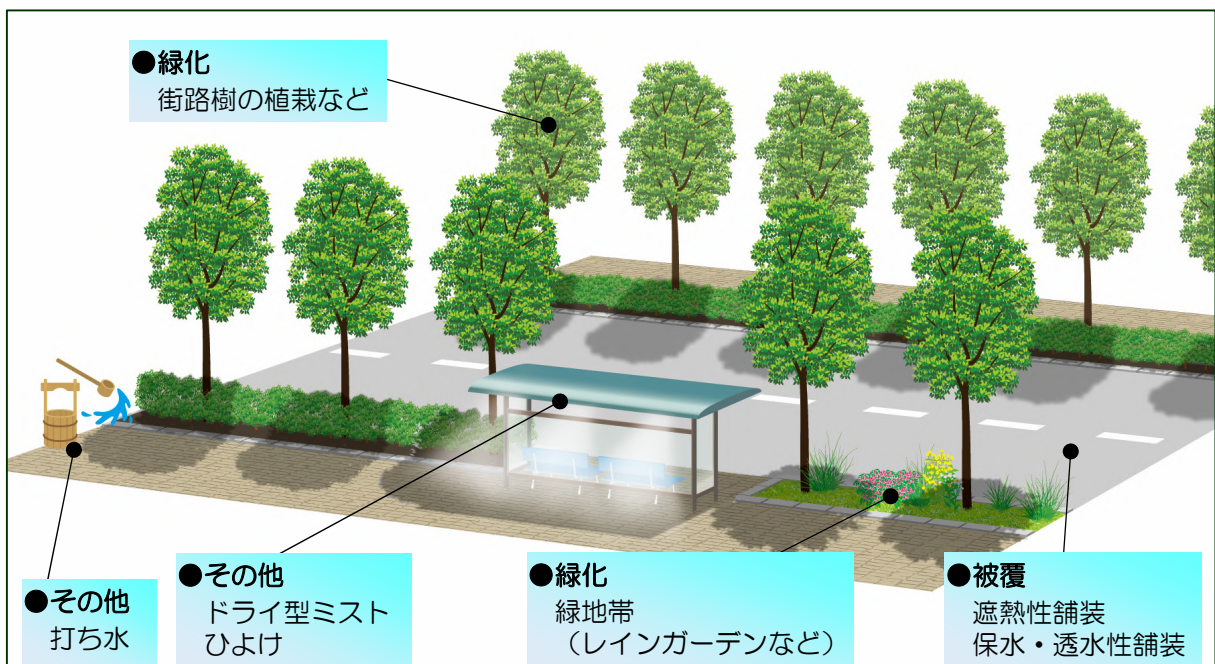 ●緑化
街路樹の植栽など
●その他
打ち水
●その他
ドライ型ミスト
ひよけ
●緑化
緑地帯
（レインガーデンなど）
●被覆
遮熱性舗装
保水・透水性舗装